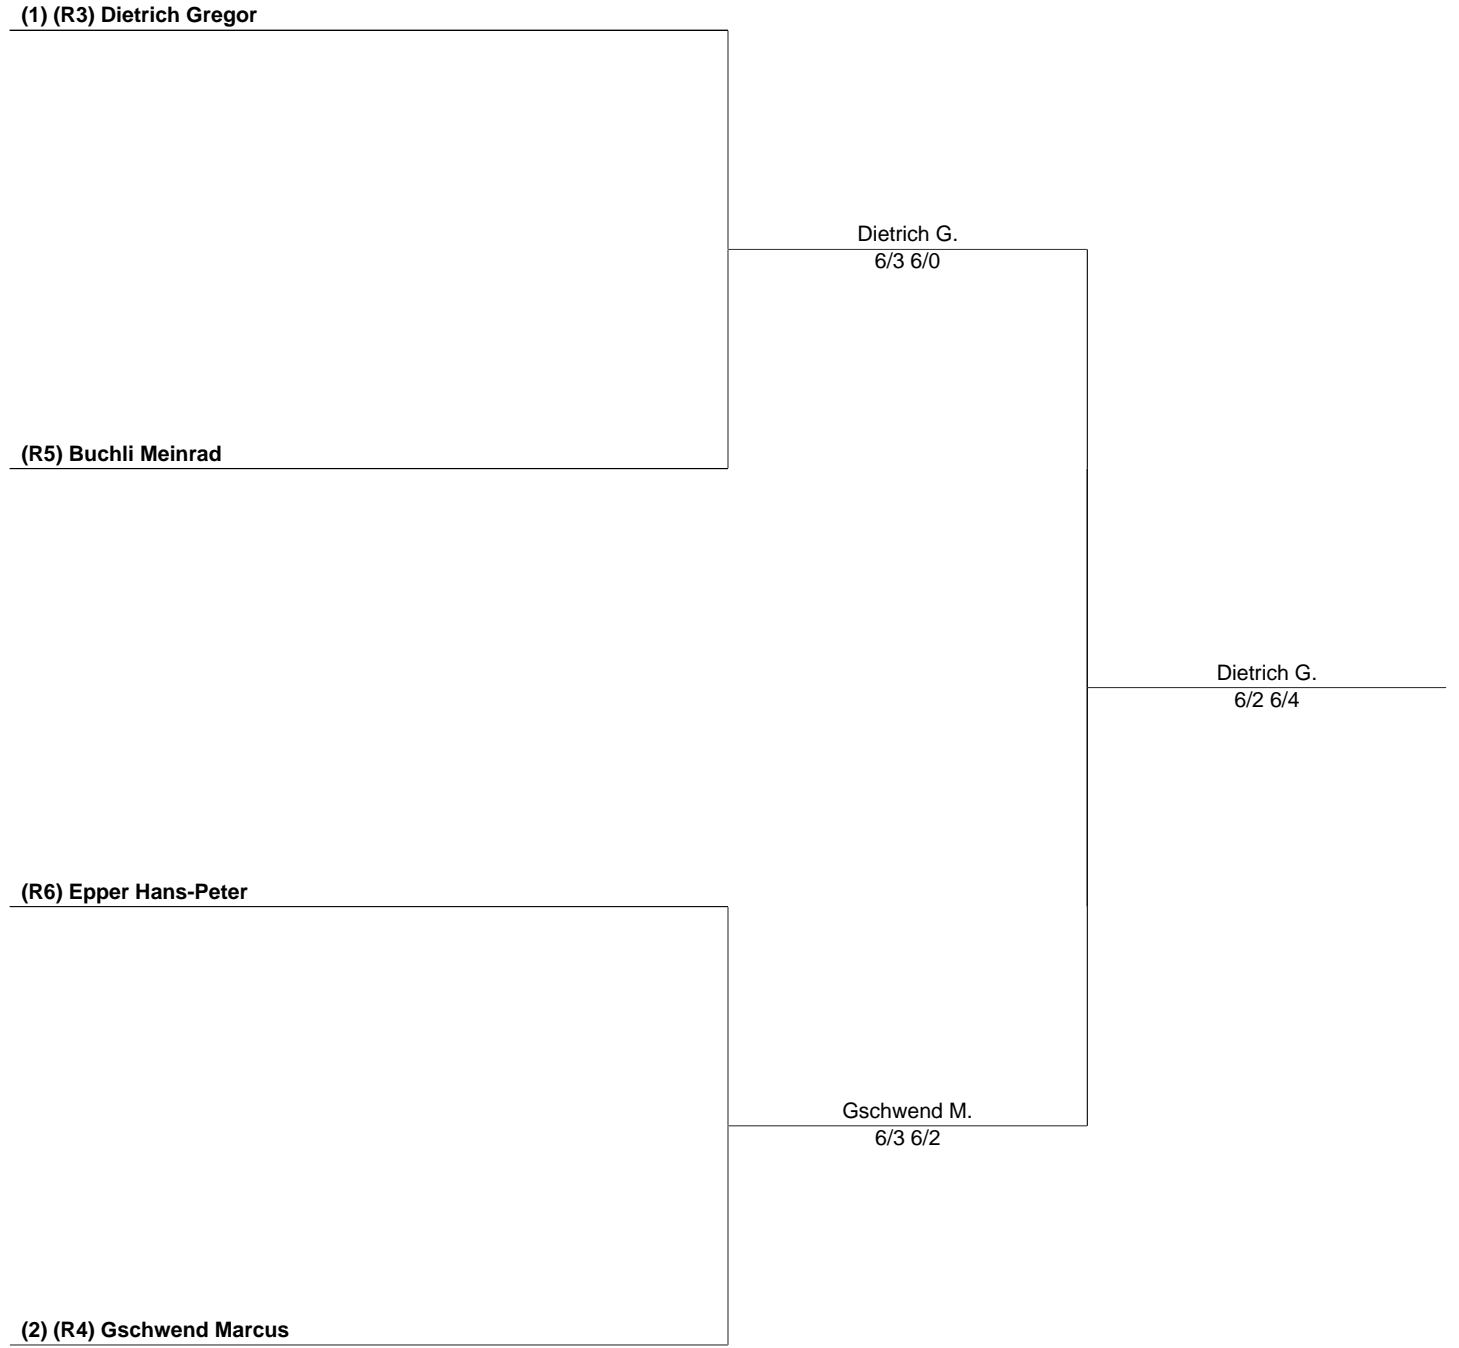 (1) (R3) Dietrich Gregor
Dietrich G.
6/3 6/0
(R5) Buchli Meinrad
Dietrich G.
6/2 6/4
(R6) Epper Hans-Peter
Gschwend M.
6/3 6/2
(2) (R4) Gschwend Marcus